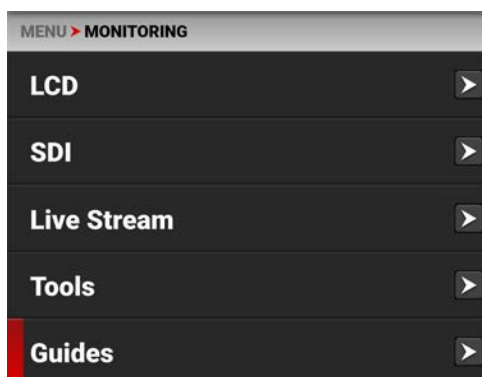 MENU > MONITORING
LCD
SDI
Live Stream
Tools
Guides